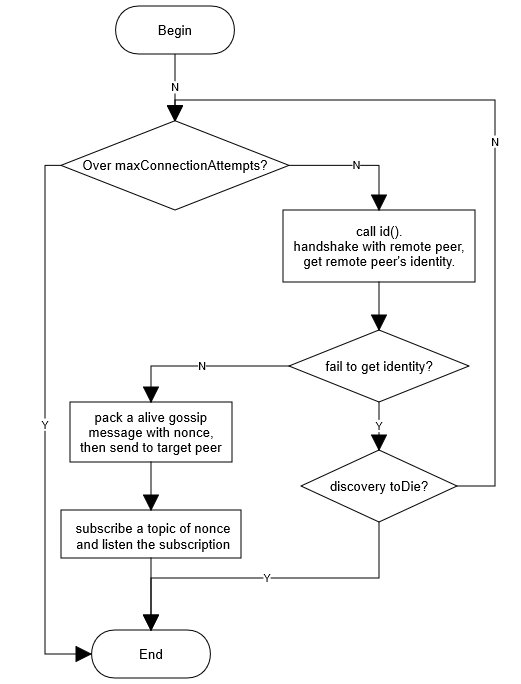 Begin
N
N
Over maxConnectionAttempts?
N
call id().
handshake with remote peer,
get remote peer's identity.
N
fail to get identity?
pack a alive gossip
message with nonce,
then send to target peer
Y
Y
discovery toDie?
subscribe a topic of nonce
and listen the subscription
Y
End